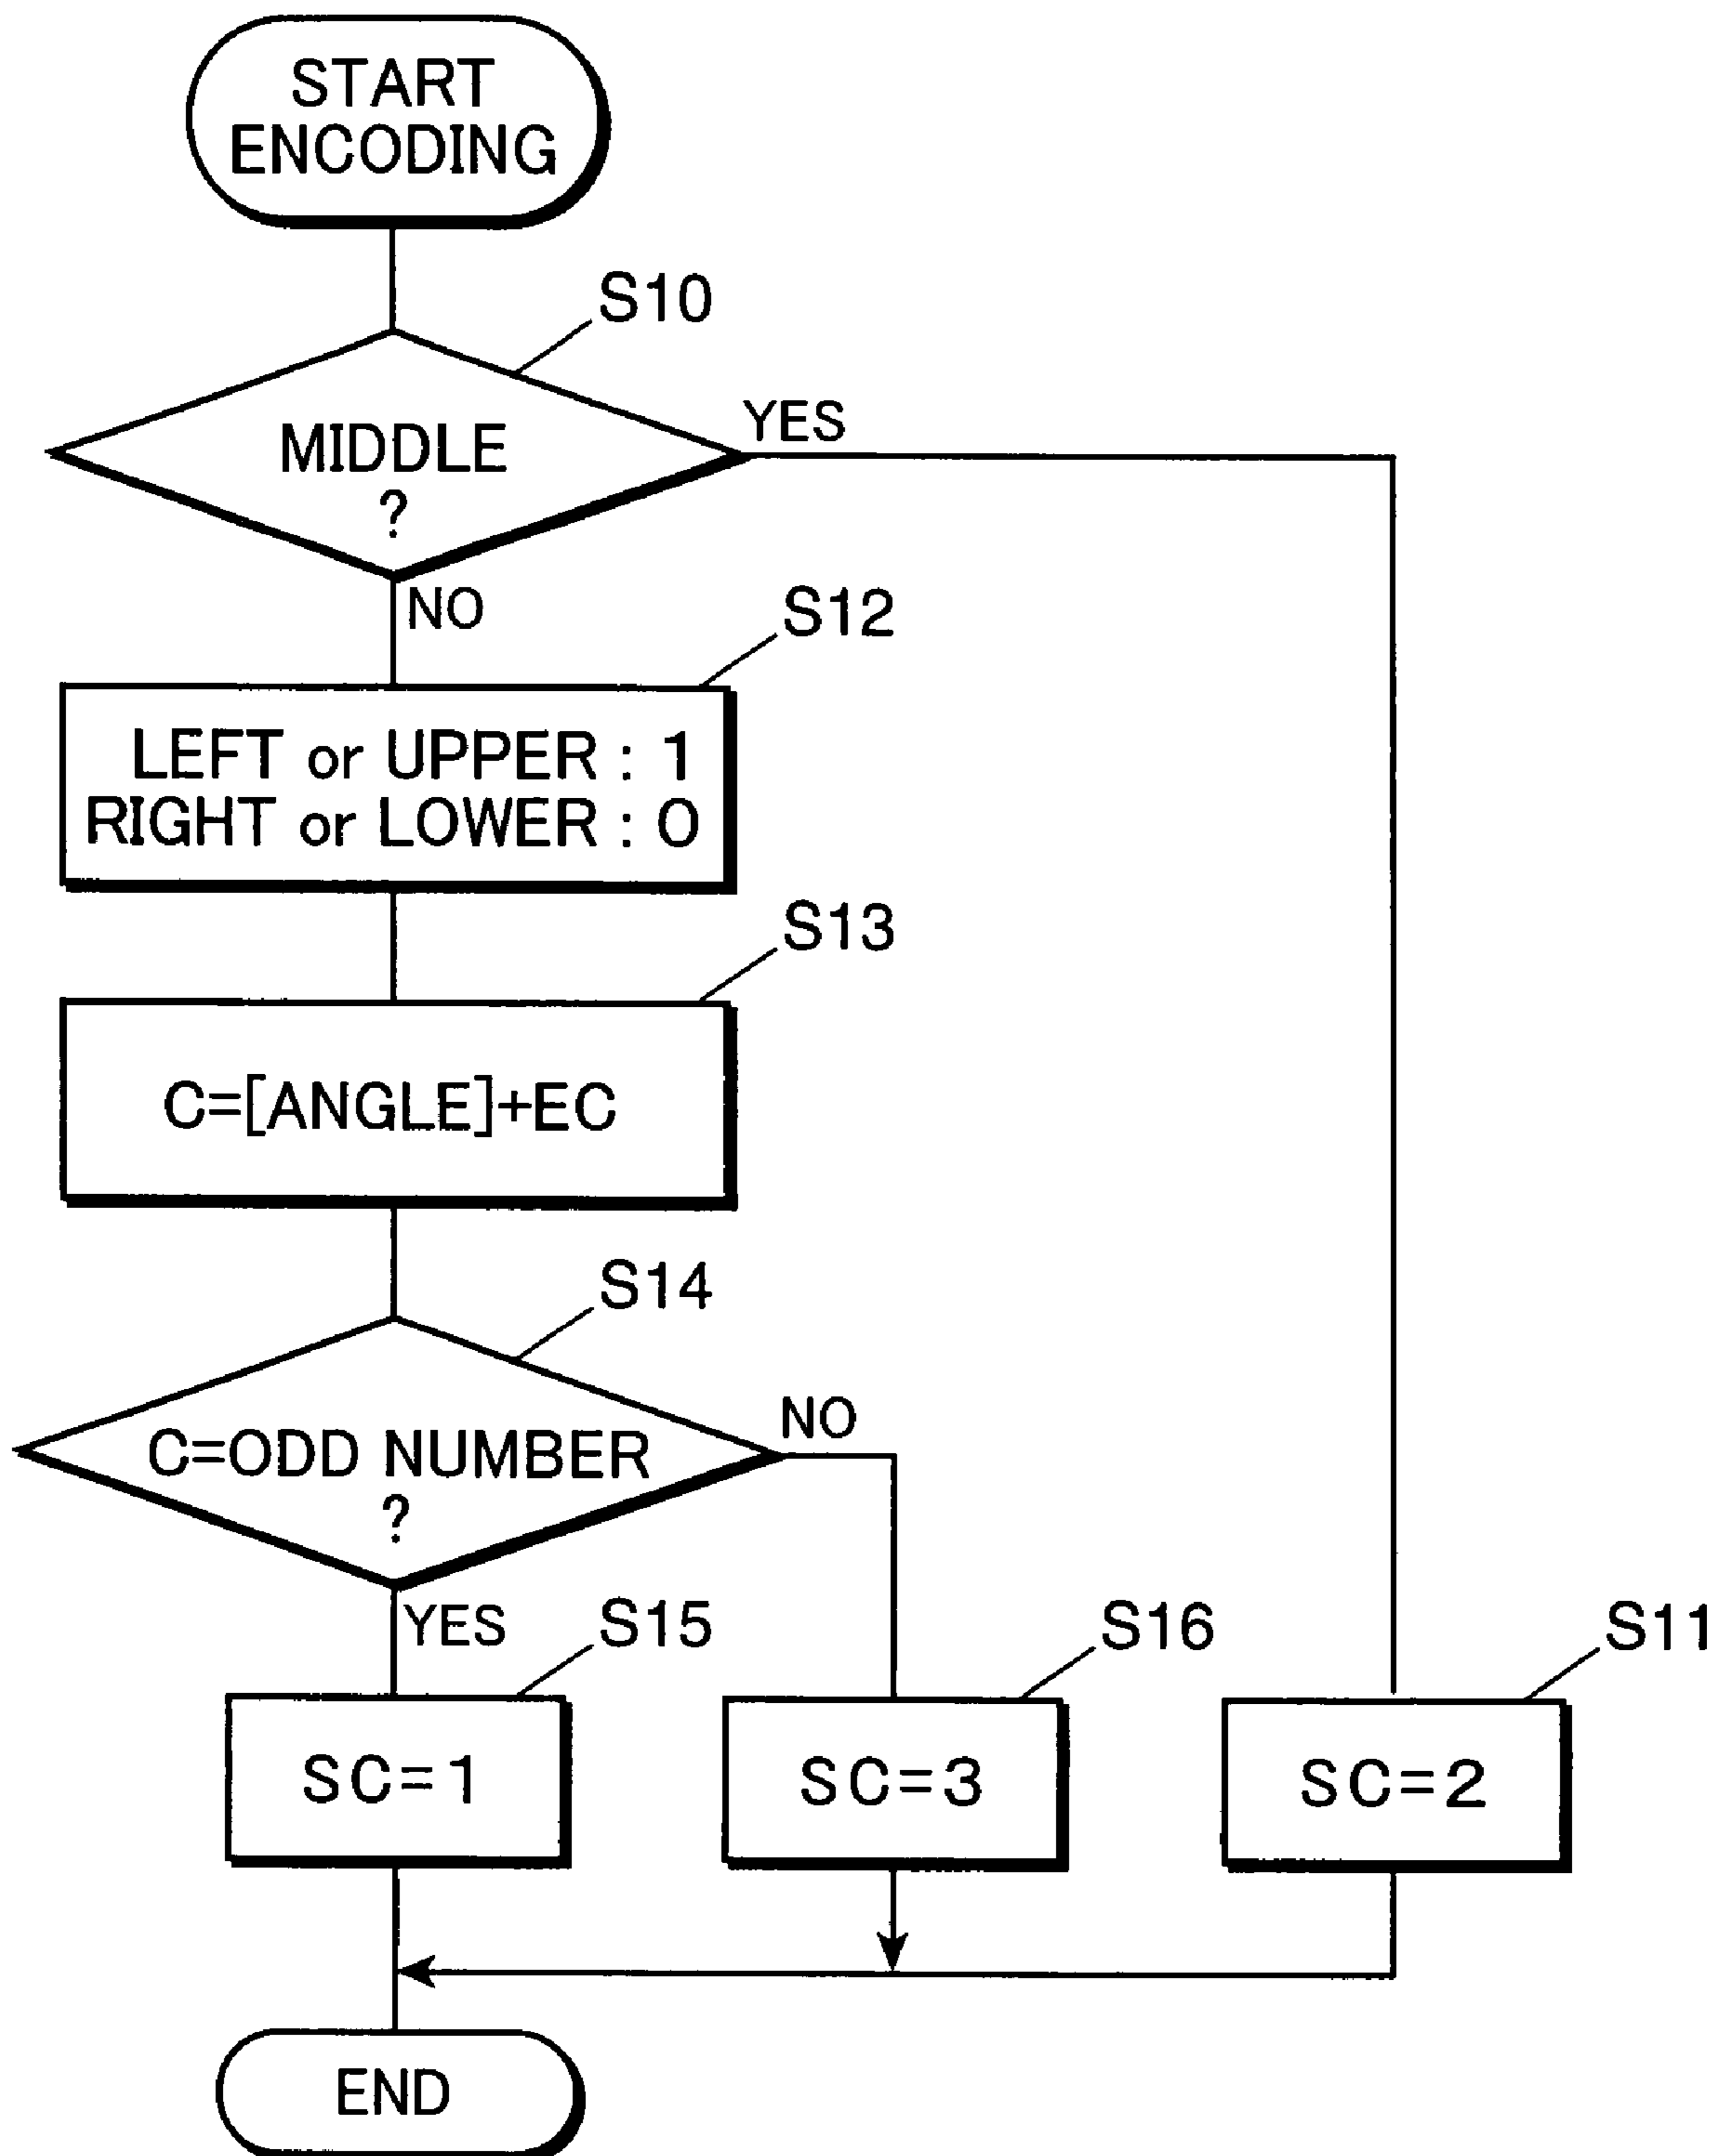 START
ENCODING
S10
MIDDLE
?
YES
NO
S12
LEFT or UPPER : 1
RIGHT or LOWER : 0
S13
C=[ANGLE]+EC
S14
C=ODD NUMBER
?
NO
YES
S15
S16
S11
SC=1
SC=3
SC=2
END